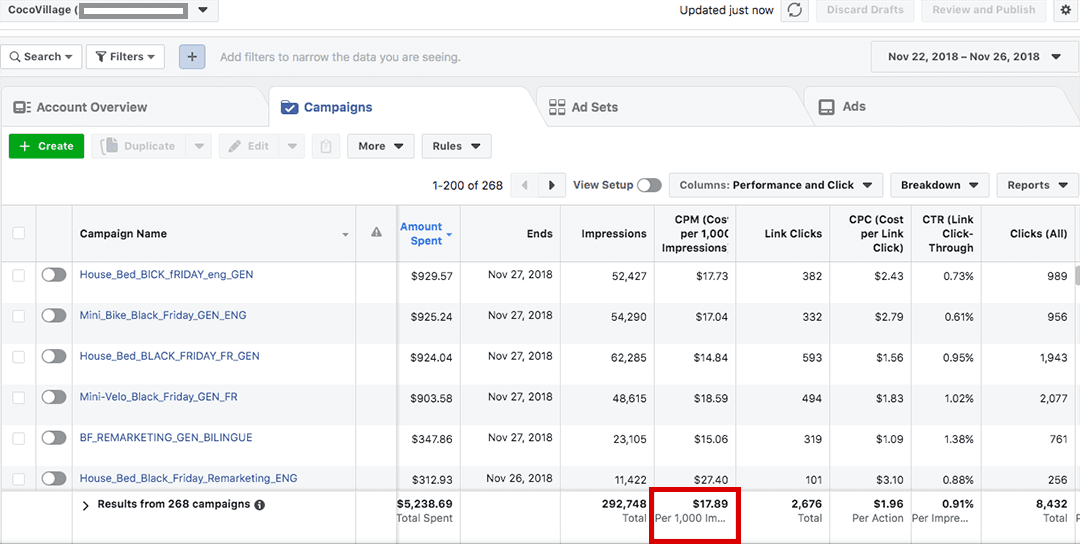 CocoVillage (
Updated just now
Discard Drafts
Review and Publish
Search
Filters
+
Add filters to narrow the data you are seeing.
Nov 22, 2018 – Nov 26, 2018
Account Overview
Campaigns
Ad Sets
Ads
+ Create
Duplicate
Edit
More
Rules
1-200 of 268
View Setup
Columns: Performance and Click
Breakdown
Reports
Campaign Name
Amount
Spent
Ends
Impressions
CPM (Cos
per 1,000
Impressions)
Link Clicks
CPC (Cost
per Link
Click)
CTR (Link
Click-
Through
Clicks (All)
House_Bed_BlCK_fRIDAY_eng_GEN $929.57 Nov 27, 2018 52,427 $17.73 382 $2.43 0.73% 989
Mini_Bike_Black_Friday_GEN_ENG $925.24 Nov 27, 2018 54,290 $17.04 332 $2.79 0.61% 956
House_Bed_BLACK_FRIDAY_FR_GEN $924.04 Nov 27, 2018 62,285 $14.84 593 $1.56 0.95% 1,943
Mini-Velo_Black_Friday_GEN_FR $903.58 Nov 27, 2018 48,615 $18.59 494 $1.83 1.02% 2,077
BF_REMARKETING_GEN_BILINGUE $347.86 Nov 27, 2018 23,105 $15.06 319 $1.09 1.38% 761
House_Bed_Black_Friday_Remarketing_ENG $312.93 Nov 26, 2018 11,422 $27.40 101 $3.10 0.88% 256
Results from 268 campaigns $5,238.69 292,748 $17.89 2,676 $1.96 0.91% 8,432
Total Spent Total Per 1,000 Im... Total Per Action Per Impre... Total